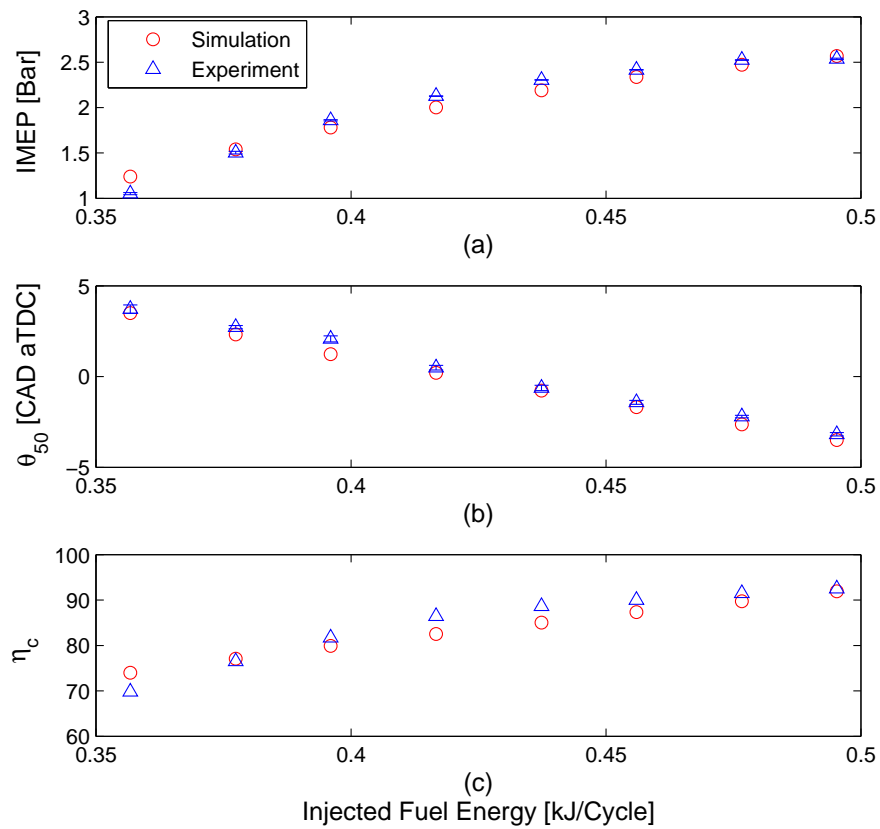 3
Simulation
Experiment
2.5
2
1.5
1
IMEP [Bar]
0.35 0.4 0.45 0.5
(a)
5
0
−5
θ50 [CAD aTDC]
0.35 0.4 0.45 0.5
(b)
100
90
80
70
60
ηc
0.35 0.4 0.45 0.5
(c)
Injected Fuel Energy [kJ/Cycle]